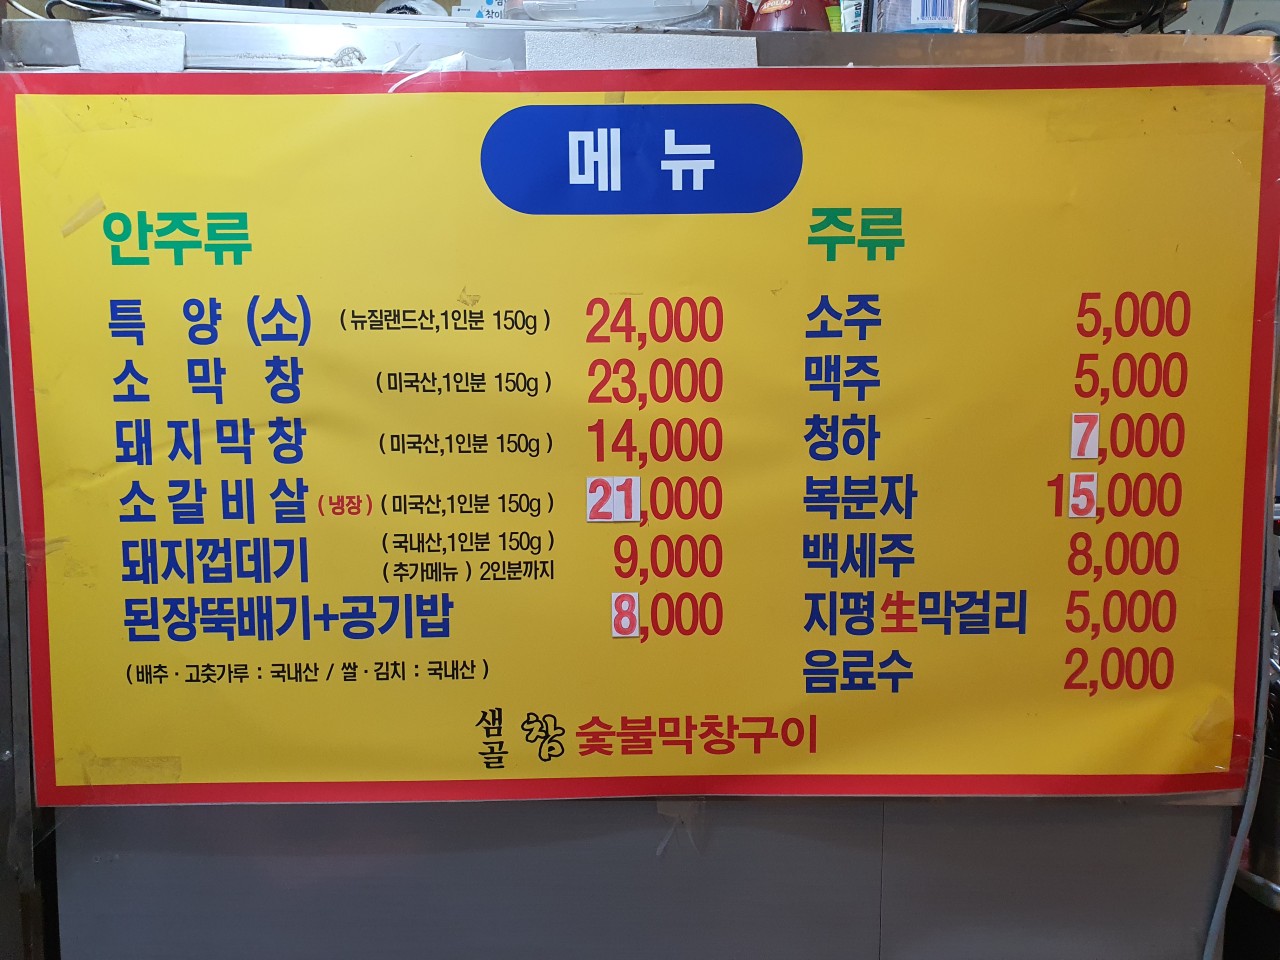 메뉴
안주류
특양(소) (뉴질랜드산,1인분 150g) 24,000
소막창 (미국산,1인분 150g) 23,000
돼지막창 (미국산,1인분 150g) 14,000
소갈비살 (냉장) (미국산,1인분 150g) 21,000
돼지껍데기 (국내산,1인분 150g) 9,000
(추가메뉴) 2인분까지
된장뚝배기+공기밥 8,000
(배추·고춧가루 : 국내산 / 쌀·김치 : 국내산)
주류
소주 5,000
맥주 5,000
청하 7,000
복분자 15,000
백세주 8,000
지평生막걸리 5,000
음료수 2,000
샘골 참 숯불막창구이